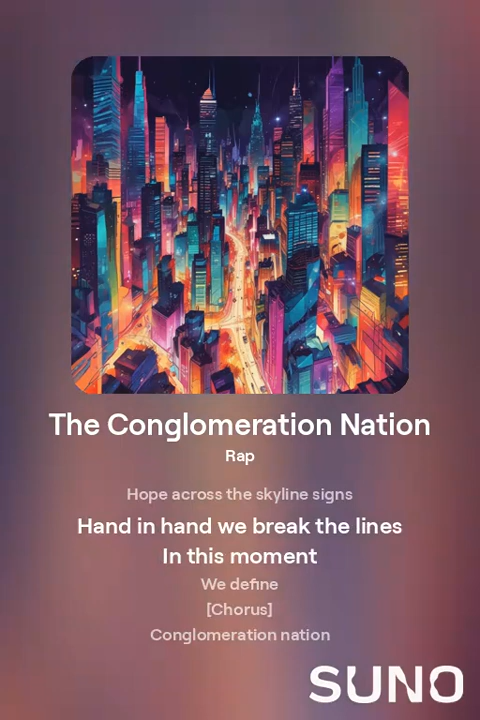 The Conglomeration Nation
Rap
Hope across the skyline signs
Hand in hand we break the lines
In this moment
We define
[Chorus]
Conglomeration nation
SUNO